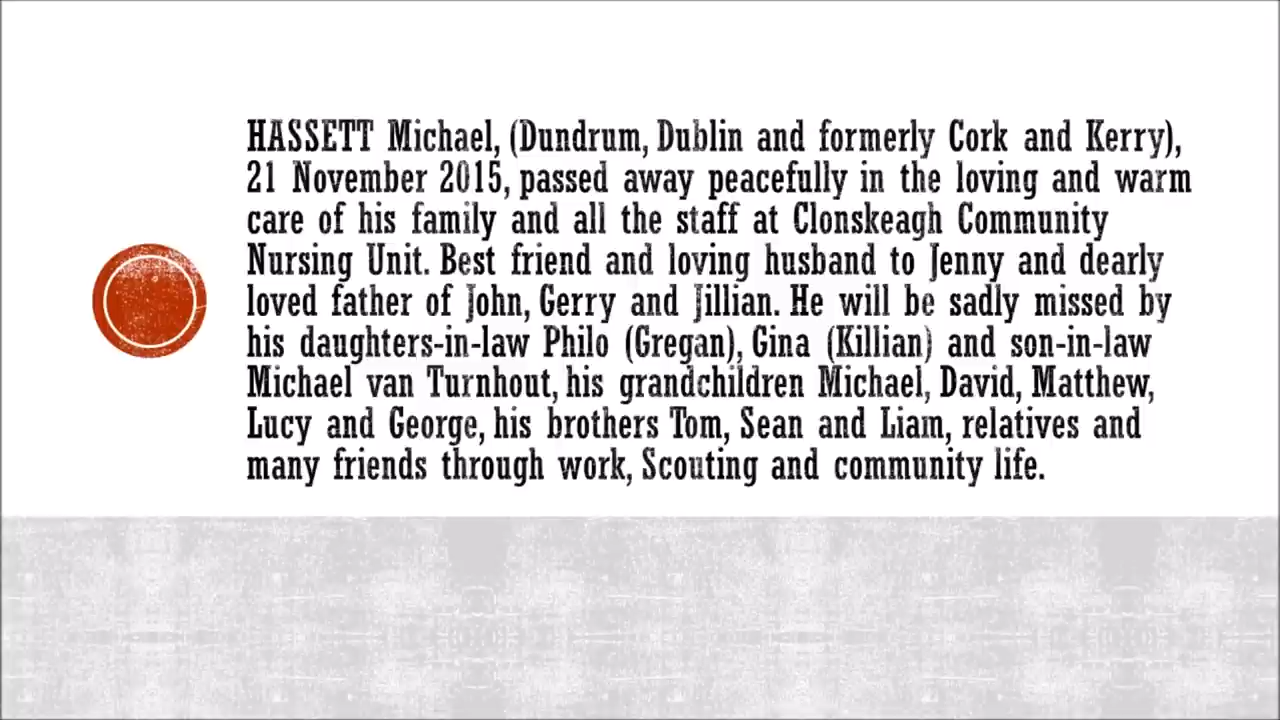 HASSETT Michael, (Dundrum, Dublin and formerly Cork and Kerry),
21 November 2015, passed away peacefully in the loving and warm
care of his family and all the staff at Clonskeagh Community
Nursing Unit. Best friend and loving husband to Jenny and dearly
loved father of John, Gerry and Jillian. He will be sadly missed by
his daughters-in-law Philo (Gregan), Gina (Killian) and son-in-law
Michael van Turnhout, his grandchildren Michael, David, Matthew,
Lucy and George, his brothers Tom, Sean and Liam, relatives and
many friends through work, Scouting and community life.